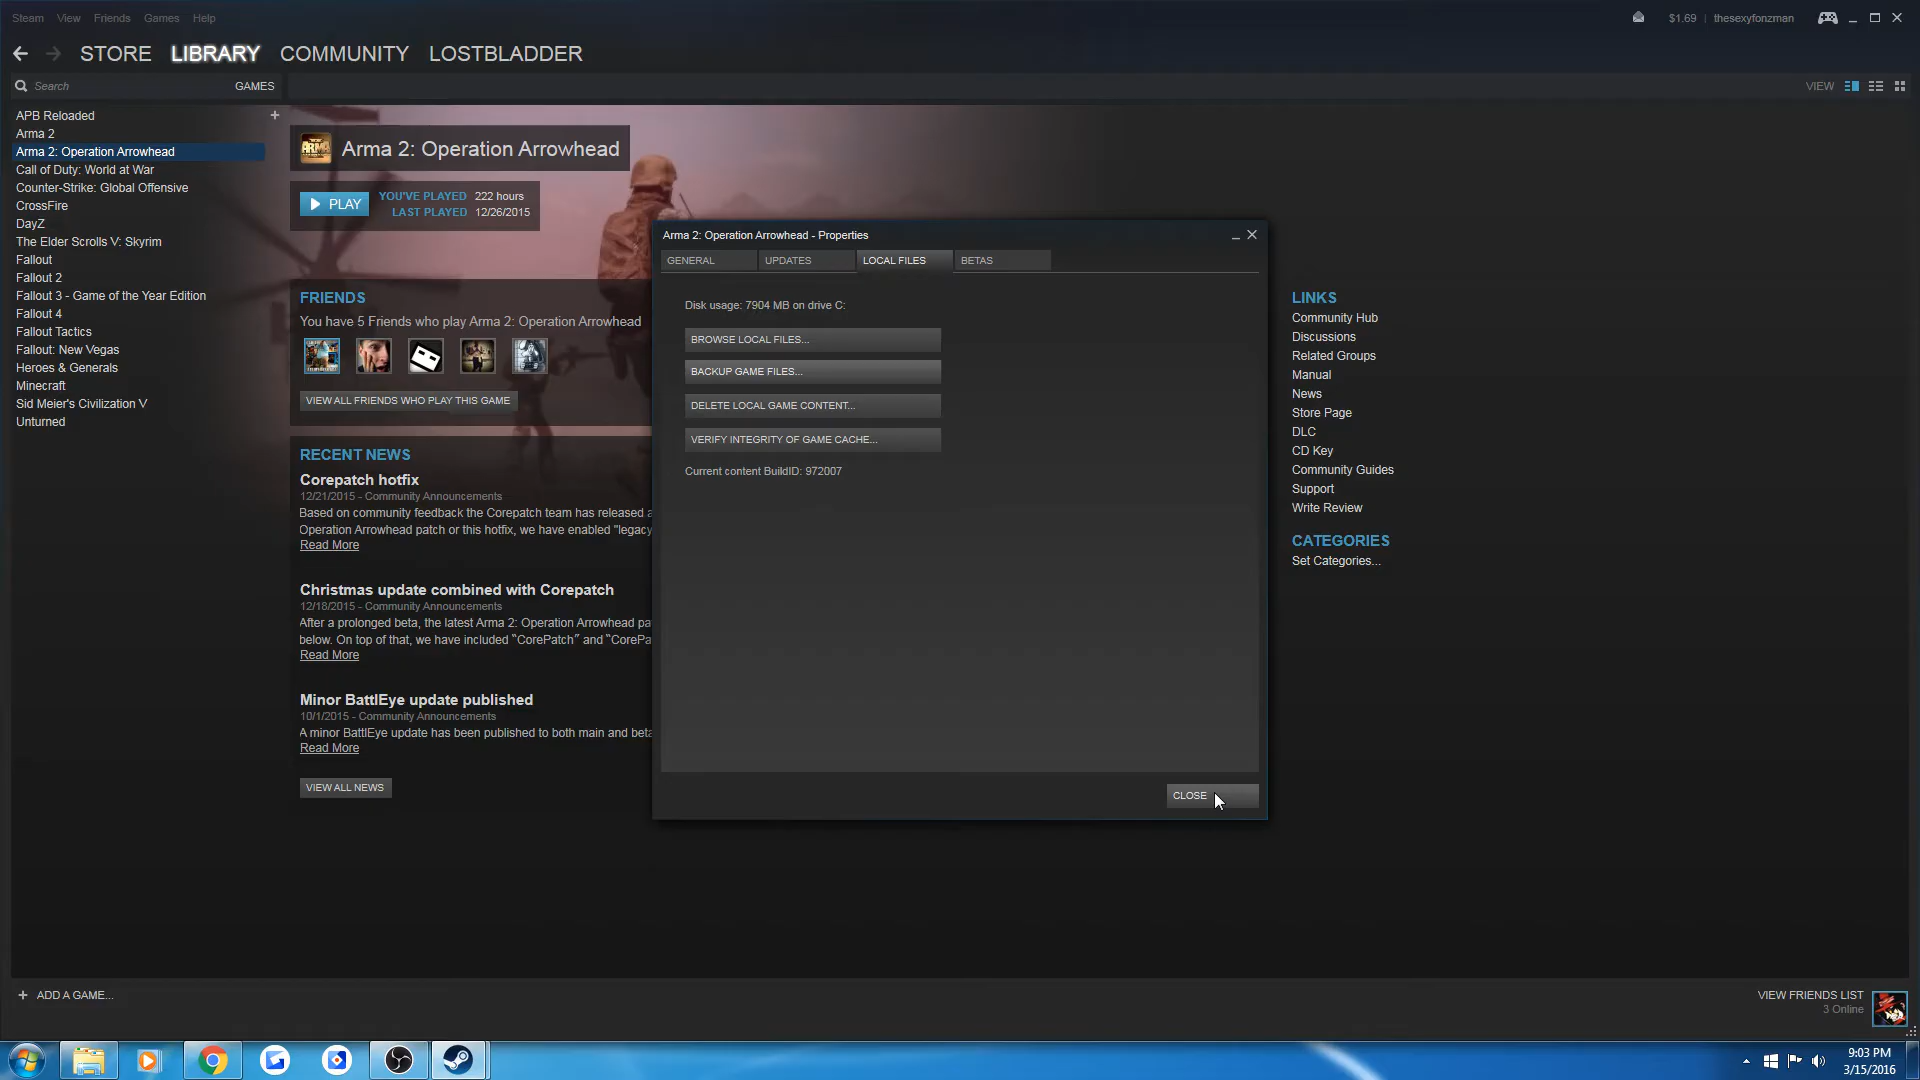 Steam View Friends Games Help
$1.69 thesexyfonzman
STORE LIBRARY COMMUNITY LOSTBLADDER
Search GAMES
VIEW
APB Reloaded
Arma 2
Arma 2: Operation Arrowhead
Call of Duty: World at War
Counter-Strike: Global Offensive
CrossFire
DayZ
The Elder Scrolls V: Skyrim
Fallout
Fallout 2
Fallout 3 - Game of the Year Edition
Fallout 4
Fallout Tactics
Fallout: New Vegas
Heroes & Generals
Minecraft
Sid Meier's Civilization V
Unturned
ARMA
Arma 2: Operation Arrowhead
PLAY
YOU'VE PLAYED 222 hours
LAST PLAYED 12/26/2015
FRIENDS
You have 5 Friends who play Arma 2: Operation Arrowhead
VIEW ALL FRIENDS WHO PLAY THIS GAME
RECENT NEWS
Corepatch hotfix
12/21/2015 - Community Announcements
Based on community feedback the Corepatch team has released a
Operation Arrowhead patch or this hotfix, we have enabled "legacy
Read More
Christmas update combined with Corepatch
12/18/2015 - Community Announcements
After a prolonged beta, the latest Arma 2: Operation Arrowhead pa
below. On top of that, we have included "CorePatch" and "CorePa
Read More
Minor BattlEye update published
10/1/2015 - Community Announcements
A minor BattlEye update has been published to both main and beta
Read More
VIEW ALL NEWS
Arma 2: Operation Arrowhead - Properties
GENERAL UPDATES LOCAL FILES BETAS
Disk usage: 7904 MB on drive C:
BROWSE LOCAL FILES...
BACKUP GAME FILES...
DELETE LOCAL GAME CONTENT...
VERIFY INTEGRITY OF GAME CACHE...
Current content BuildID: 972007
CLOSE
LINKS
Community Hub
Discussions
Related Groups
Manual
News
Store Page
DLC
CD Key
Community Guides
Support
Write Review
CATEGORIES
Set Categories...
ADD A GAME...
VIEW FRIENDS LIST
3 Online
9:03 PM
3/15/2016